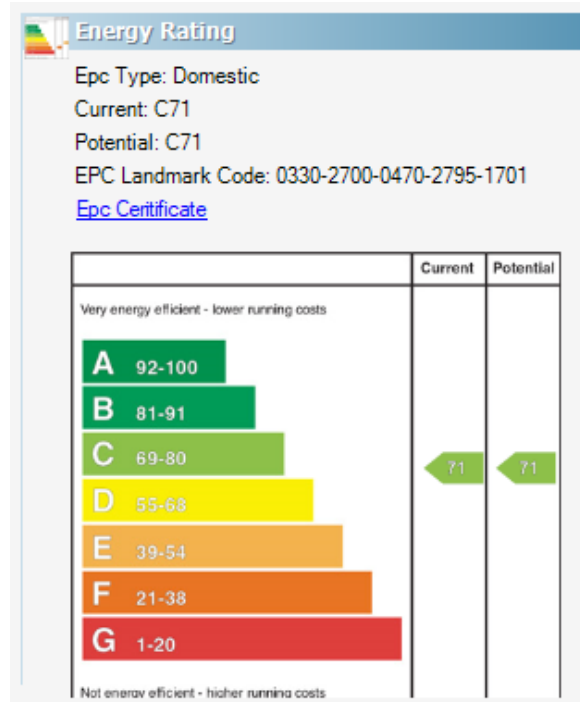 Energy Rating
Epc Type: Domestic
Current: C71
Potential: C71
EPC Landmark Code: 0330-2700-0470-2795-1701
Epc Ceritificate
Current Potential
Very energy efficient - lower running costs
A 92-100
B 81-91
C 69-80 71 71
D 55-68
E 39-54
F 21-38
G 1-20
Not energy efficient - higher running costs